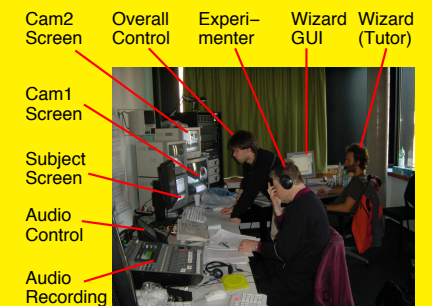 Cam2
Screen
Overall
Control
Experi–
menter
Wizard
GUI
Wizard
(Tutor)
Cam1
Screen
Subject
Screen
Audio
Control
Audio
Recording